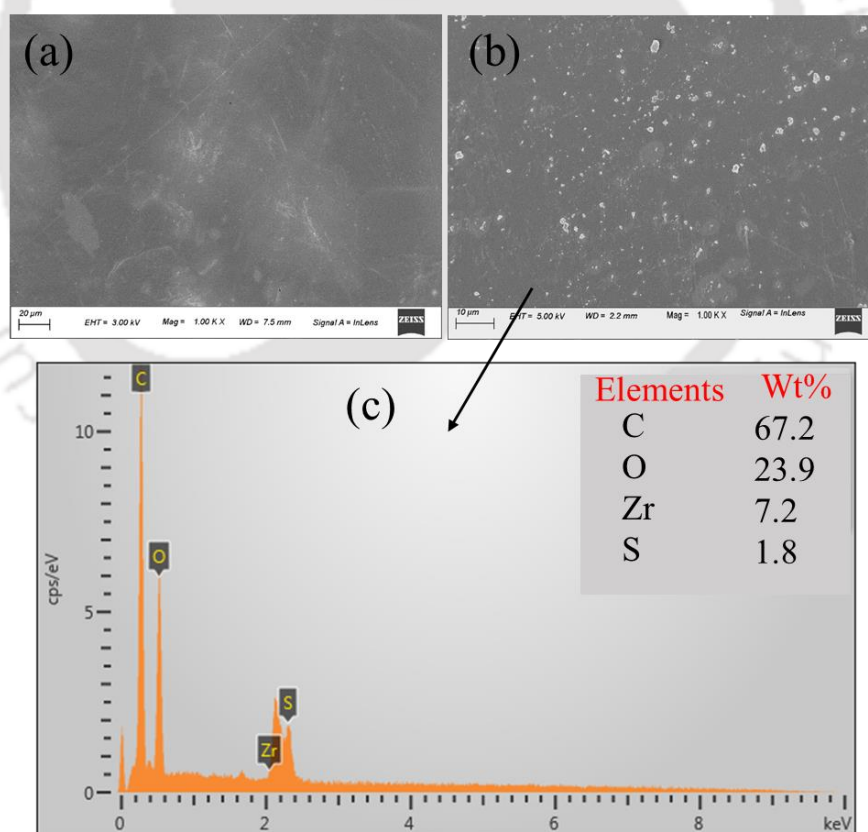 (a)
20 µm
EHT = 3.00 kV Mag = 1.00 K X WD = 7.5 mm Signal A = InLens
ZEISS
(b)
10 µm
EHT = 5.00 kV WD = 2.2 mm Mag = 1.00 K X Signal A = InLens
ZEISS
(c)
Elements Wt%
C 67.2
O 23.9
Zr 7.2
S 1.8
C
O
Zr
S
cps/eV
10
5
0
0 2 4 6 8 keV